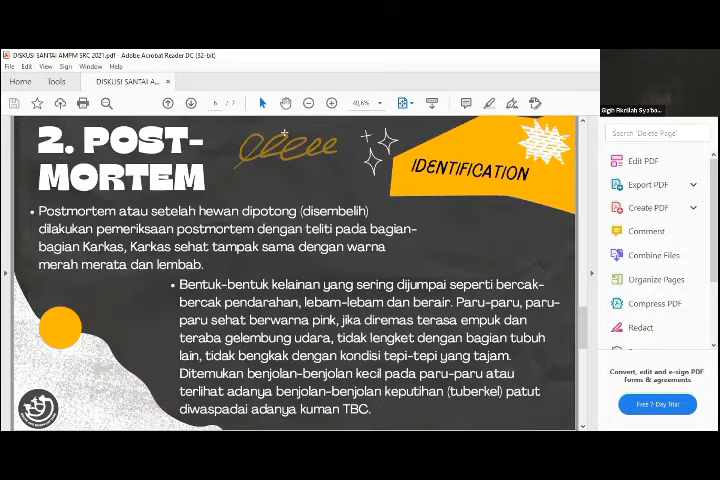 DISKUSI SANTAI AMPM SRC 2021.pdf - Adobe Acrobat Reader DC (32-bit)
File Edit View Sign Window Help
Home Tools DISKUSI SANTAI A... ×
6 / 7 48,6%
2. POST-
MORTEM
IDENTIFICATION
• Postmortem atau setelah hewan dipotong (disembelih)
dilakukan pemeriksaan postmortem dengan teliti pada bagian-
bagian Karkas, Karkas sehat tampak sama dengan warna
merah merata dan lembab.
• Bentuk-bentuk kelainan yang sering dijumpai seperti bercak-
bercak pendarahan, lebam-lebam dan berair. Paru-paru, paru-
paru sehat berwarna pink, jika diremas terasa empuk dan
teraba gelembung udara, tidak lengket dengan bagian tubuh
lain, tidak bengkak dengan kondisi tepi-tepi yang tajam.
Ditemukan benjolan-benjolan kecil pada paru-paru atau
terlihat adanya benjolan-benjolan keputihan (tuberkel) patut
diwaspadai adanya kuman TBC.
Gigih Fikrillah Sya'ba...
Search 'Delete Page'
Edit PDF
Export PDF
Create PDF
Comment
Combine Files
Organize Pages
Compress PDF
Redact
Convert, edit and e-sign PDF
forms & agreements
Free 7-Day Trial